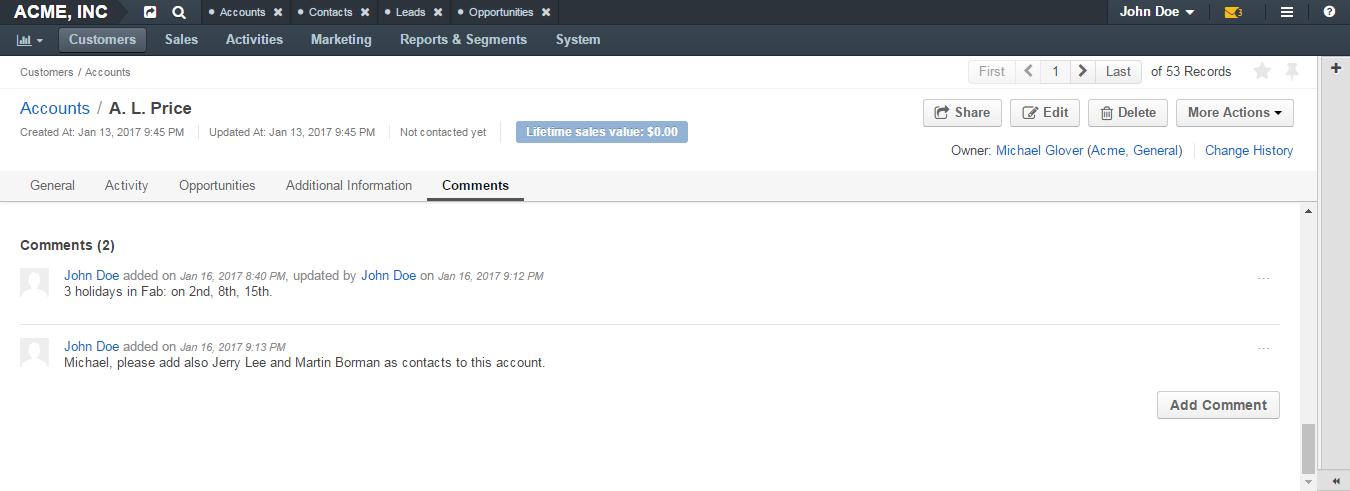 ACME, INC
Accounts
Contacts
Leads
Opportunities
John Doe
3
Customers
Sales
Activities
Marketing
Reports & Segments
System
Customers / Accounts
First
1
Last
of 53 Records
Accounts / A. L. Price
Share
Edit
Delete
More Actions
Created At: Jan 13, 2017 9:45 PM
Updated At: Jan 13, 2017 9:45 PM
Not contacted yet
Lifetime sales value: $0.00
Owner: Michael Glover (Acme, General)
Change History
General
Activity
Opportunities
Additional Information
Comments
Comments (2)
John Doe added on Jan 16, 2017 8:40 PM, updated by John Doe on Jan 16, 2017 9:12 PM
...
3 holidays in Fab: on 2nd, 8th, 15th.
John Doe added on Jan 16, 2017 9:13 PM
...
Michael, please add also Jerry Lee and Martin Borman as contacts to this account.
Add Comment